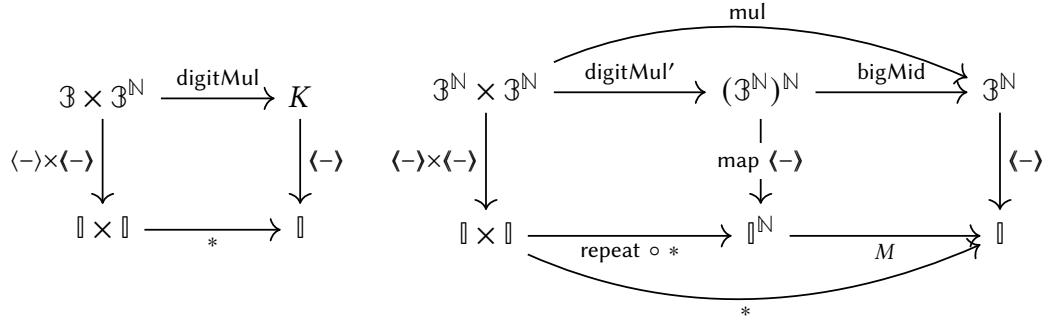 mul
digitMul
digitMul′
bigMid
𝟛 × 𝟛^ℕ
K
𝟛^ℕ × 𝟛^ℕ
(𝟛^ℕ)^ℕ
𝟛^ℕ
⟨–⟩×⟪–⟫
⟪–⟫
⟨–⟩×⟪–⟫
map ⟪–⟫
⟪–⟫
𝕀 × 𝕀
𝕀
𝕀 × 𝕀
𝕀^ℕ
𝕀
*
repeat ∘ *
M
*